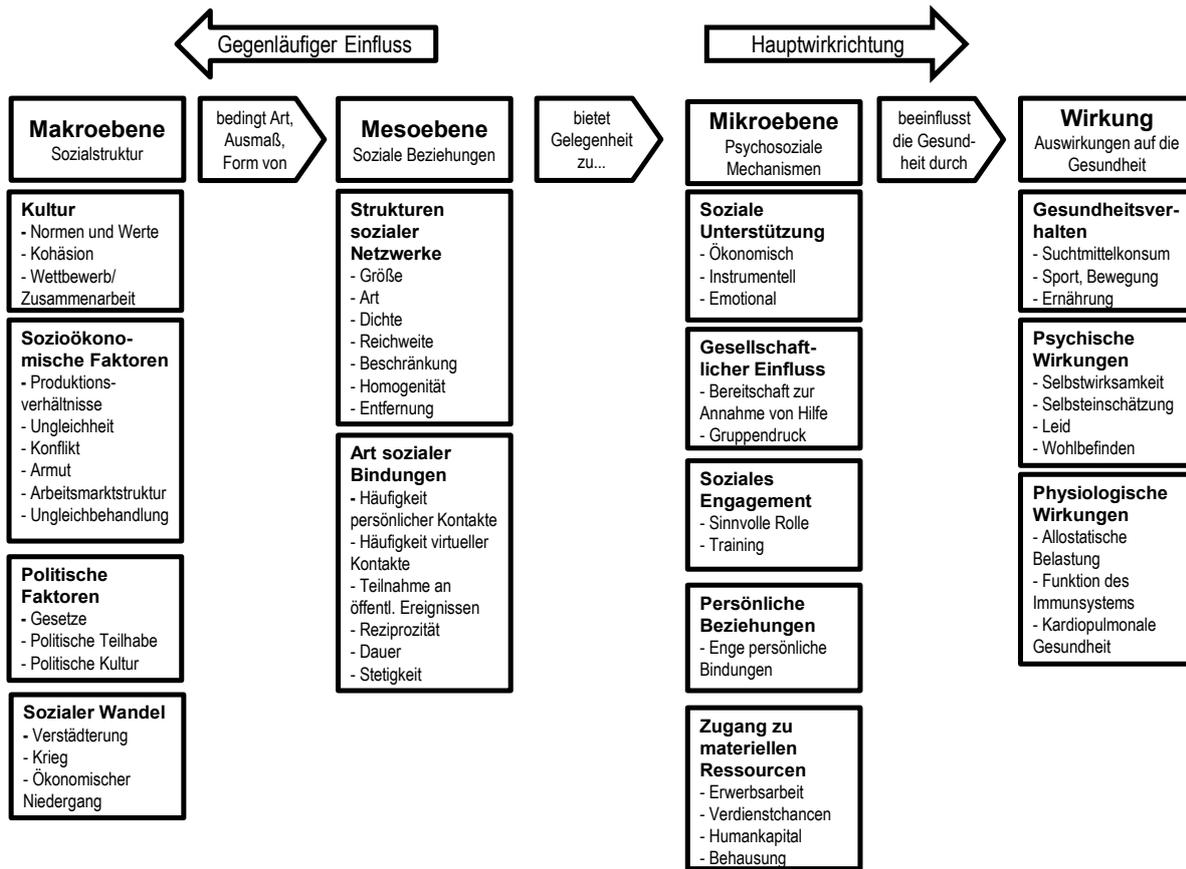 Gegenläufiger Einfluss
Hauptwirkrichtung
Makroebene
Sozialstruktur
bedingt Art,
Ausmaß,
Form von
Mesoebene
Soziale Beziehungen
bietet
Gelegenheit
zu...
Mikroebene
Psychosoziale
Mechanismen
beeinflusst
die Gesund-
heit durch
Wirkung
Auswirkungen auf die
Gesundheit
Kultur
- Normen und Werte
- Kohäsion
- Wettbewerb/
Zusammenarbeit
Sozioökono-
mische Faktoren
- Produktions-
verhältnisse
- Ungleichheit
- Konflikt
- Armut
- Arbeitsmarktstruktur
- Ungleichbehandlung
Politische
Faktoren
- Gesetze
- Politische Teilhabe
- Politische Kultur
Sozialer Wandel
- Verstädterung
- Krieg
- Ökonomischer
Niedergang
Strukturen
sozialer
Netzwerke
- Größe
- Art
- Dichte
- Reichweite
- Beschränkung
- Homogenität
- Entfernung
Art sozialer
Bindungen
- Häufigkeit
persönlicher Kontakte
- Häufigkeit virtueller
Kontakte
- Teilnahme an
öffentl. Ereignissen
- Reziprozität
- Dauer
- Stetigkeit
Soziale
Unterstützung
- Ökonomisch
- Instrumentell
- Emotional
Gesellschaft-
licher Einfluss
- Bereitschaft zur
Annahme von Hilfe
- Gruppendruck
Soziales
Engagement
- Sinnvolle Rolle
- Training
Persönliche
Beziehungen
- Enge persönliche
Bindungen
Zugang zu
materiellen
Ressourcen
- Erwerbsarbeit
- Verdienstchancen
- Humankapital
- Behausung
Gesundheitsver-
halten
- Suchtmittelkonsum
- Sport, Bewegung
- Ernährung
Psychische
Wirkungen
- Selbstwirksamkeit
- Selbsteinschätzung
- Leid
- Wohlbefinden
Physiologische
Wirkungen
- Allostatische
Belastung
- Funktion des
Immunsystems
- Kardiopulmonale
Gesundheit